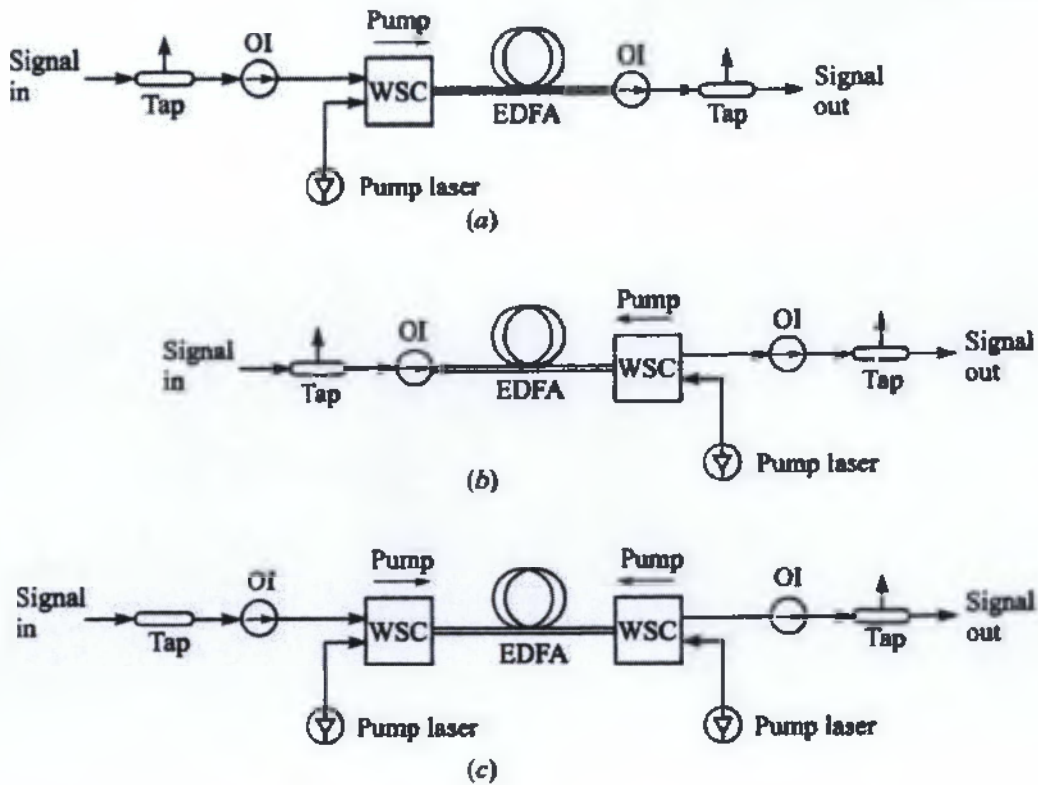 Pump
Signal in
OI
OI
Signal out
Tap
WSC
EDFA
Tap
Pump laser
(a)
Pump
Signal in
OI
OI
Signal out
Tap
EDFA
WSC
Tap
Pump laser
(b)
Pump
Pump
Signal in
OI
OI
Signal out
Tap
WSC
EDFA
WSC
Tap
Pump laser
Pump laser
(c)